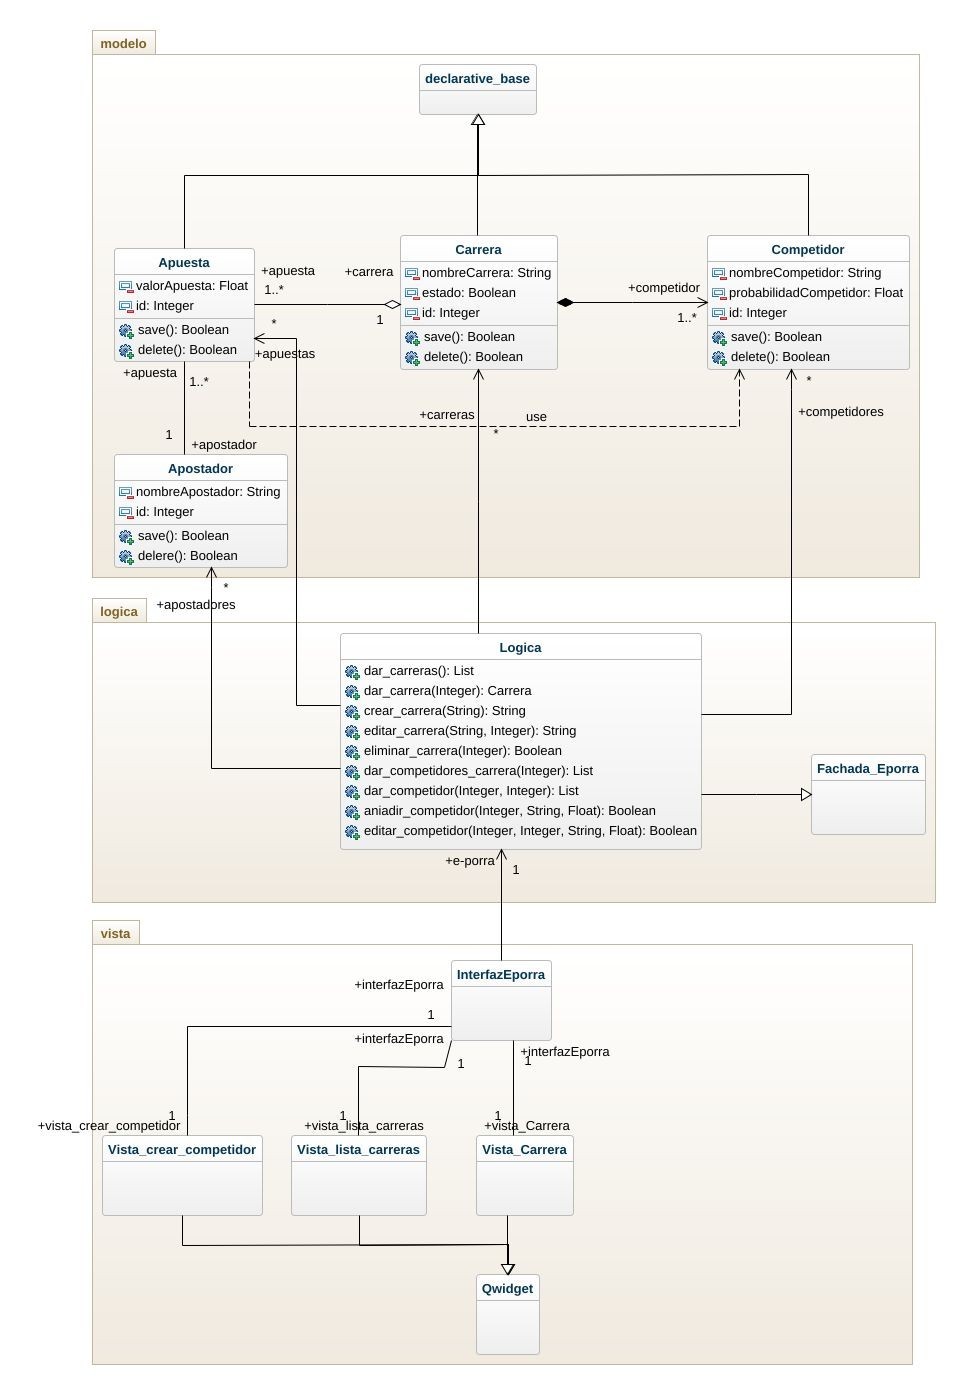 modelo
declarative_base
Apuesta
valorApuesta: Float
id: Integer
save(): Boolean
delete(): Boolean
+apuesta
1..*
+carrera
1
Carrera
nombreCarrera: String
estado: Boolean
id: Integer
save(): Boolean
delete(): Boolean
+competidor
1..*
Competidor
nombreCompetidor: String
probabilidadCompetidor: Float
id: Integer
save(): Boolean
delete(): Boolean
*
+apuestas
+apuesta
1..*
1
+apostador
+carreras
*
use
*
+competidores
Apostador
nombreApostador: String
id: Integer
save(): Boolean
delere(): Boolean
*
+apostadores
logica
Logica
dar_carreras(): List
dar_carrera(Integer): Carrera
crear_carrera(String): String
editar_carrera(String, Integer): String
eliminar_carrera(Integer): Boolean
dar_competidores_carrera(Integer): List
dar_competidor(Integer, Integer): List
aniadir_competidor(Integer, String, Float): Boolean
editar_competidor(Integer, Integer, String, Float): Boolean
Fachada_Eporra
+e-porra
1
vista
InterfazEporra
+interfazEporra
1
+interfazEporra
1
+interfazEporra
1
1
+vista_crear_competidor
1
+vista_lista_carreras
1
+vista_Carrera
Vista_crear_competidor
Vista_lista_carreras
Vista_Carrera
Qwidget